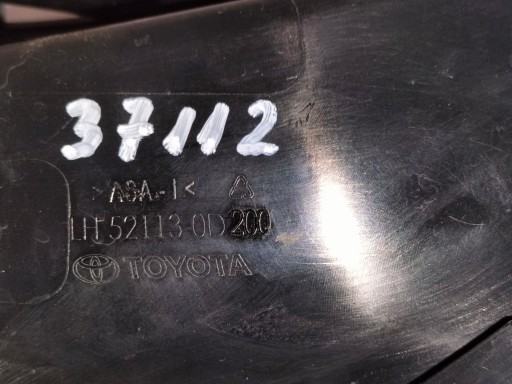 37112
>ASA-I<
LH 52113-0D200
TOYOTA